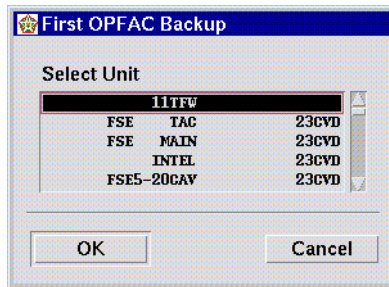 First OPFAC Backup
Select Unit
11TFW
FSE TAC 23CVD
FSE MAIN 23CVD
INTEL 23CVD
FSE5-20CAV 23CVD
OK Cancel